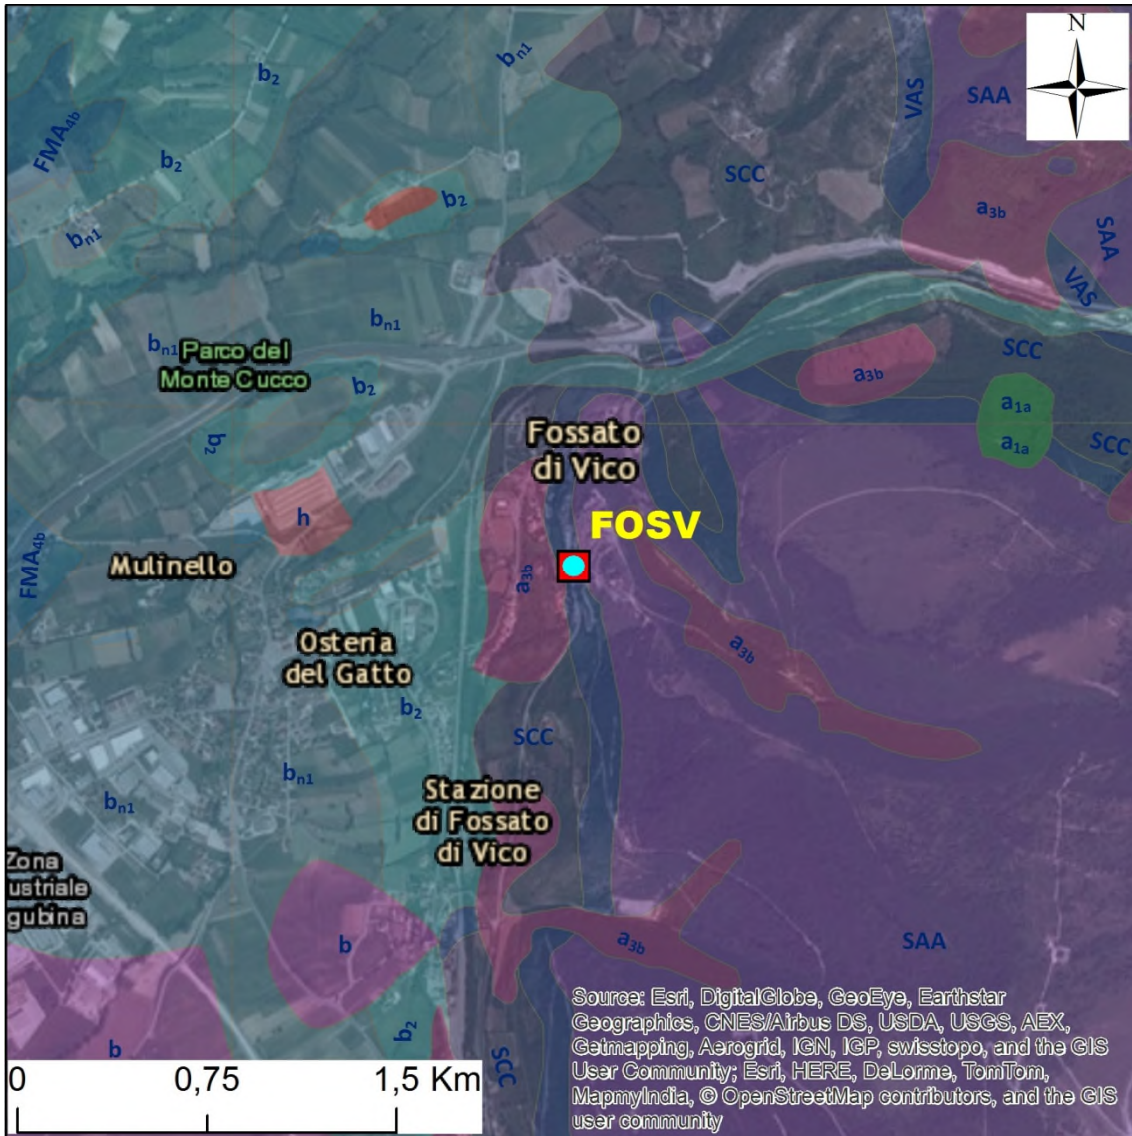 N
b₂
bₙ₁
VAS
SAA
FMA₄b
b₂
SCC
b₂
a₃b
bₙ₁
SAA
VAS
bₙ₁
bₙ₁
Parco del
Monte Cucco
b₂
SCC
a₃b
a₁a
b₂
Fossato
di Vico
a₁a
SCC
h
FOSV
FMA₄b
Mulinello
a₃b
Osteria
del Gatto
a₃b
b₂
SCC
bₙ₁
bₙ₁
Stazione
di Fossato
di Vico
Zona
ustriale
gubina
b
a₃b
SAA
b
b₂
SCC
Source: Esri, DigitalGlobe, GeoEye, Earthstar
Geographics, CNES/Airbus DS, USDA, USGS, AEX,
Getmapping, Aerogrid, IGN, IGP, swisstopo, and the GIS
User Community; Esri, HERE, DeLorme, TomTom,
MapmyIndia, © OpenStreetMap contributors, and the GIS
user community
0 0,75 1,5 Km